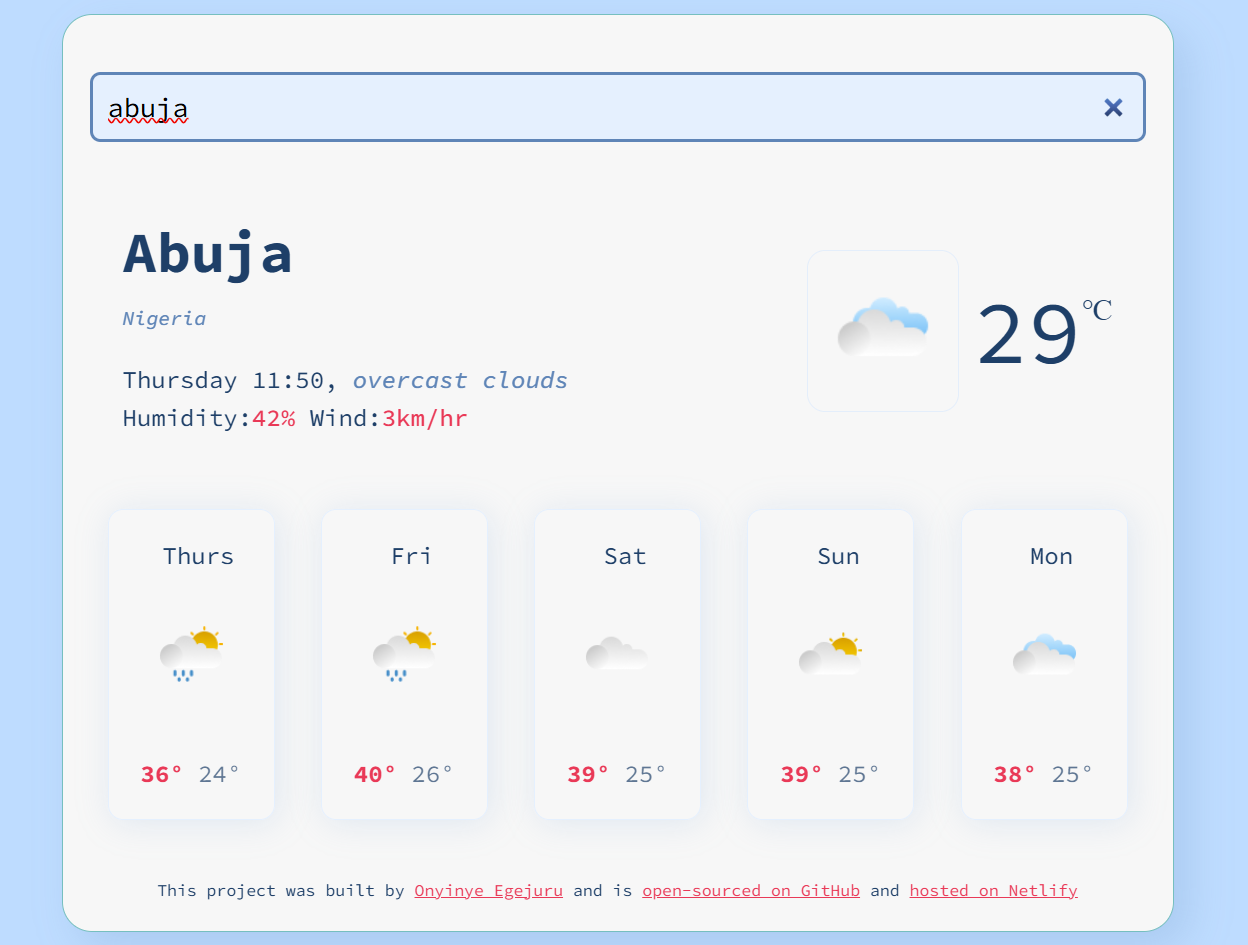 abuja
Abuja
Nigeria
29℃
Thursday 11:50, overcast clouds
Humidity:42% Wind:3km/hr
Thurs
36° 24°
Fri
40° 26°
Sat
39° 25°
Sun
39° 25°
Mon
38° 25°
This project was built by Onyinye Egejuru and is open-sourced on GitHub and hosted on Netlify